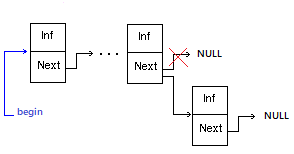 Inf
Next
. . .
Inf
Next
NULL
begin
Inf
Next
NULL